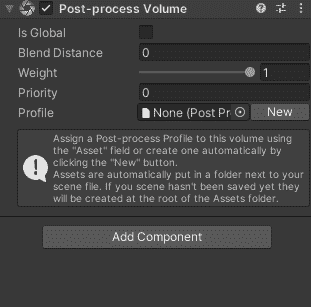 Post-process Volume
Is Global
Blend Distance 0
Weight 1
Priority 0
Profile None (Post Pr New
Assign a Post-process Profile to this volume using
the "Asset" field or create one automatically by
clicking the "New" button.
Assets are automatically put in a folder next to your
scene file. If you scene hasn't been saved yet they
will be created at the root of the Assets folder.
Add Component